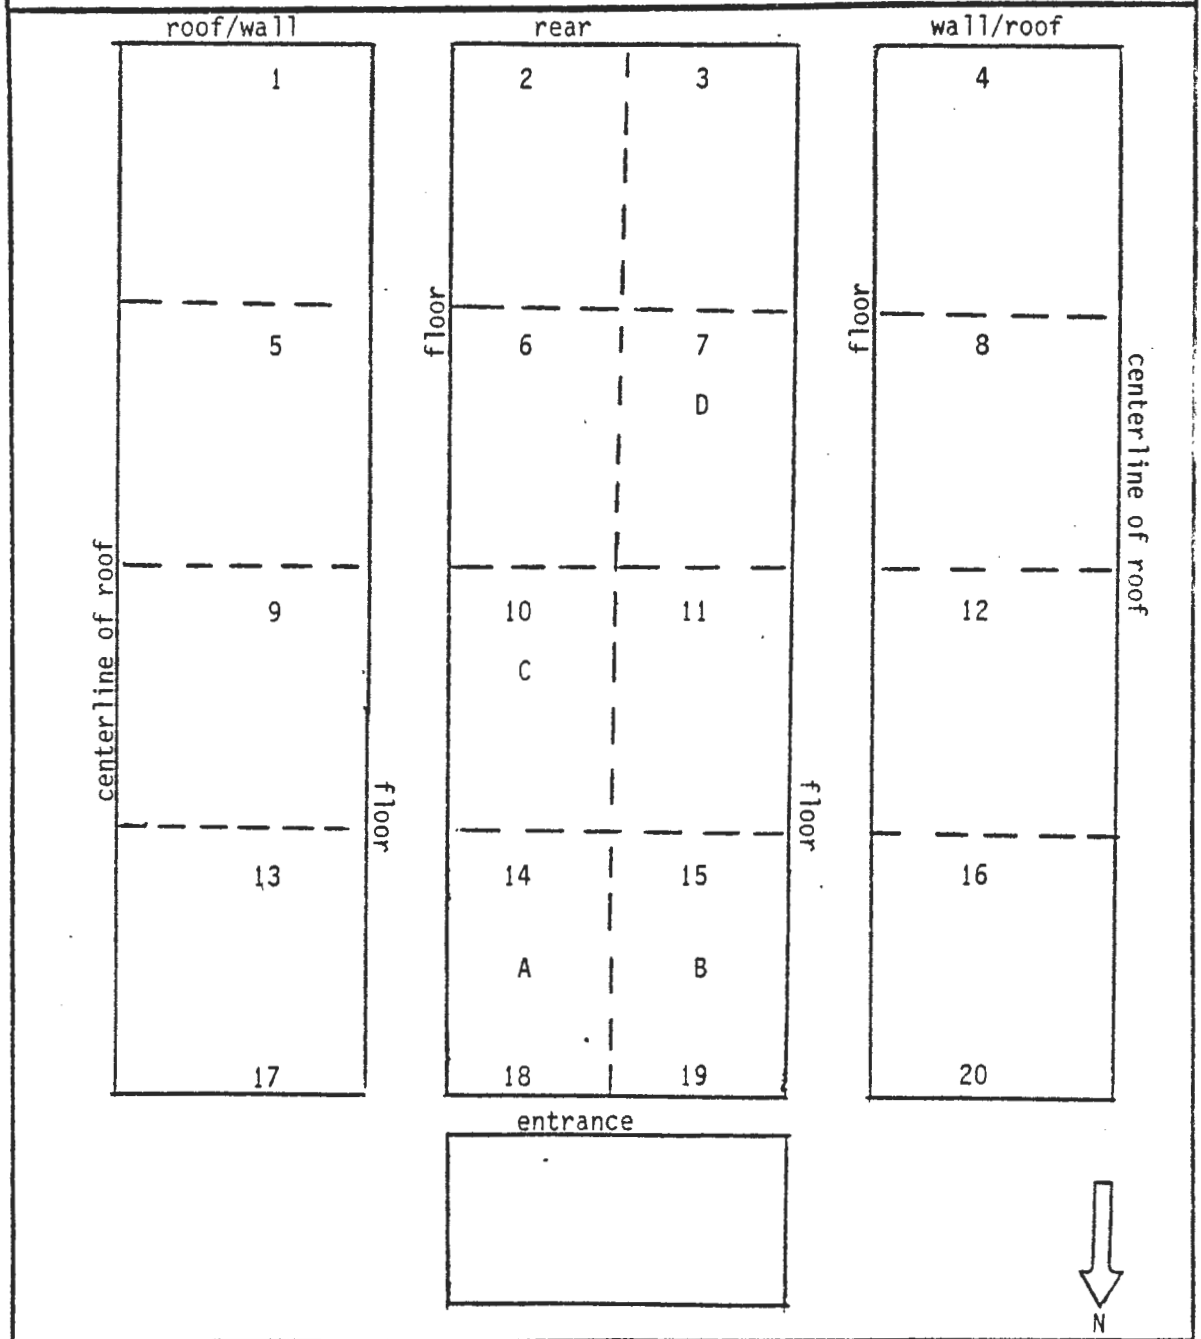 roof/wall rear wall/roof
1 2 3 4
floor
floor
5 6 7 8
D
centerline of roof
centerline of roof
9 10 11 12
C
floor
floor
13 14 15 16
A B
17 18 19 20
entrance
N